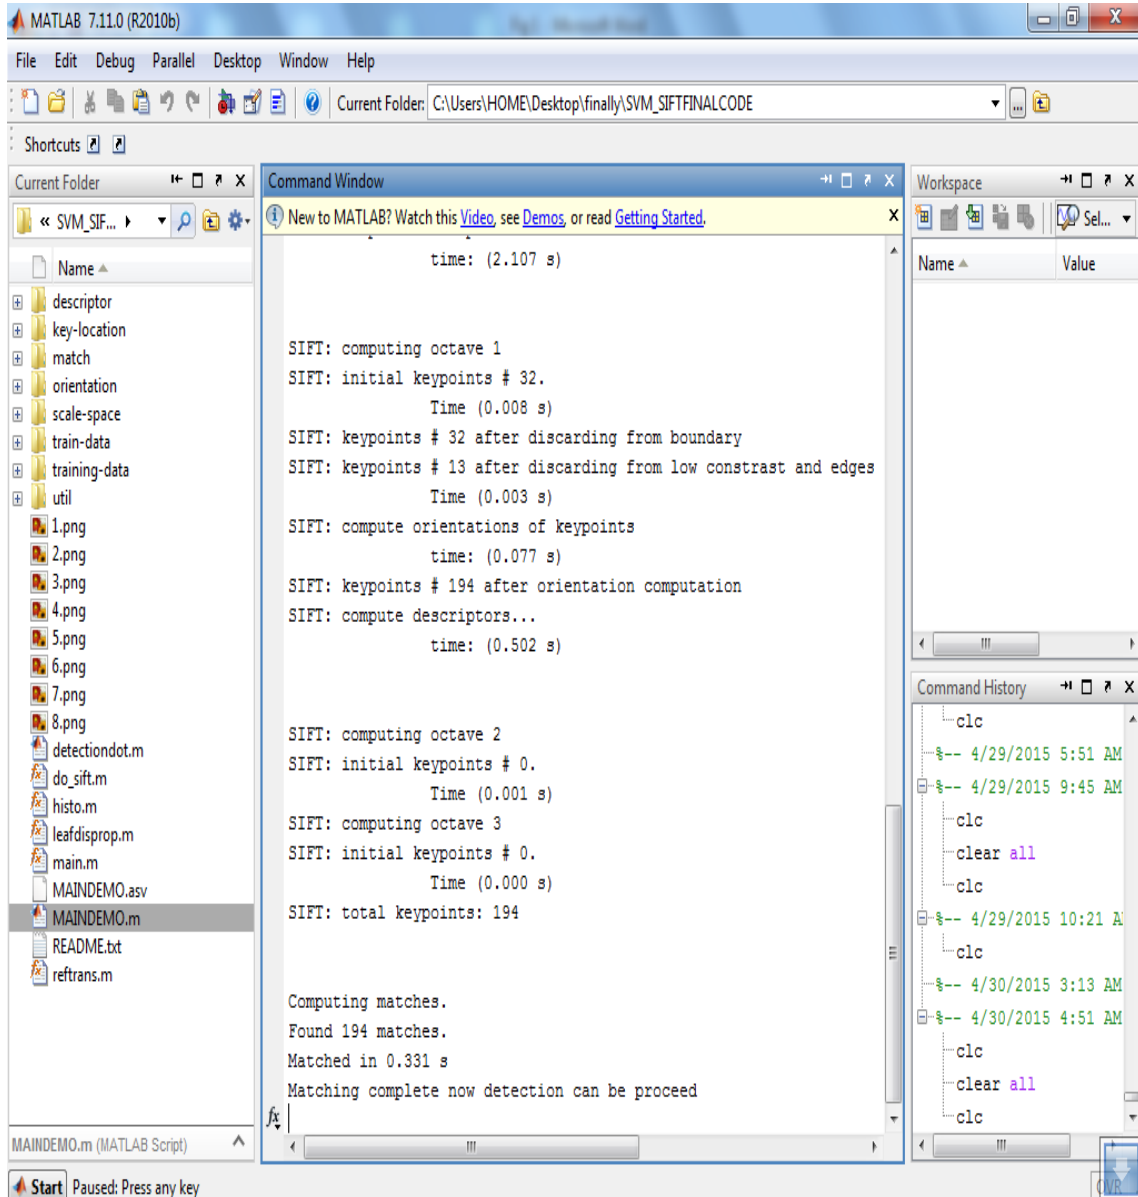 MATLAB 7.11.0 (R2010b)
File Edit Debug Parallel Desktop Window Help
Current Folder: C:\Users\HOME\Desktop\finally\SVM_SIFTFINALCODE
Shortcuts
Current Folder
« SVM_SIF...
Name
descriptor
key-location
match
orientation
scale-space
train-data
training-data
util
1.png
2.png
3.png
4.png
5.png
6.png
7.png
8.png
detectiondot.m
do_sift.m
histo.m
leafdisprop.m
main.m
MAINDEMO.asv
MAINDEMO.m
README.txt
reftrans.m
MAINDEMO.m (MATLAB Script)
Command Window
New to MATLAB? Watch this Video, see Demos, or read Getting Started.
time: (2.107 s)
SIFT: computing octave 1
SIFT: initial keypoints # 32.
Time (0.008 s)
SIFT: keypoints # 32 after discarding from boundary
SIFT: keypoints # 13 after discarding from low constrast and edges
Time (0.003 s)
SIFT: compute orientations of keypoints
time: (0.077 s)
SIFT: keypoints # 194 after orientation computation
SIFT: compute descriptors...
time: (0.502 s)
SIFT: computing octave 2
SIFT: initial keypoints # 0.
Time (0.001 s)
SIFT: computing octave 3
SIFT: initial keypoints # 0.
Time (0.000 s)
SIFT: total keypoints: 194
Computing matches.
Found 194 matches.
Matched in 0.331 s
Matching complete now detection can be proceed
fx
Workspace
Sel...
Name Value
Command History
clc
%-- 4/29/2015 5:51 AM
%-- 4/29/2015 9:45 AM
clc
clear all
clc
%-- 4/29/2015 10:21 A
clc
%-- 4/30/2015 3:13 AM
%-- 4/30/2015 4:51 AM
clc
clear all
clc
Start Paused: Press any key
OVR